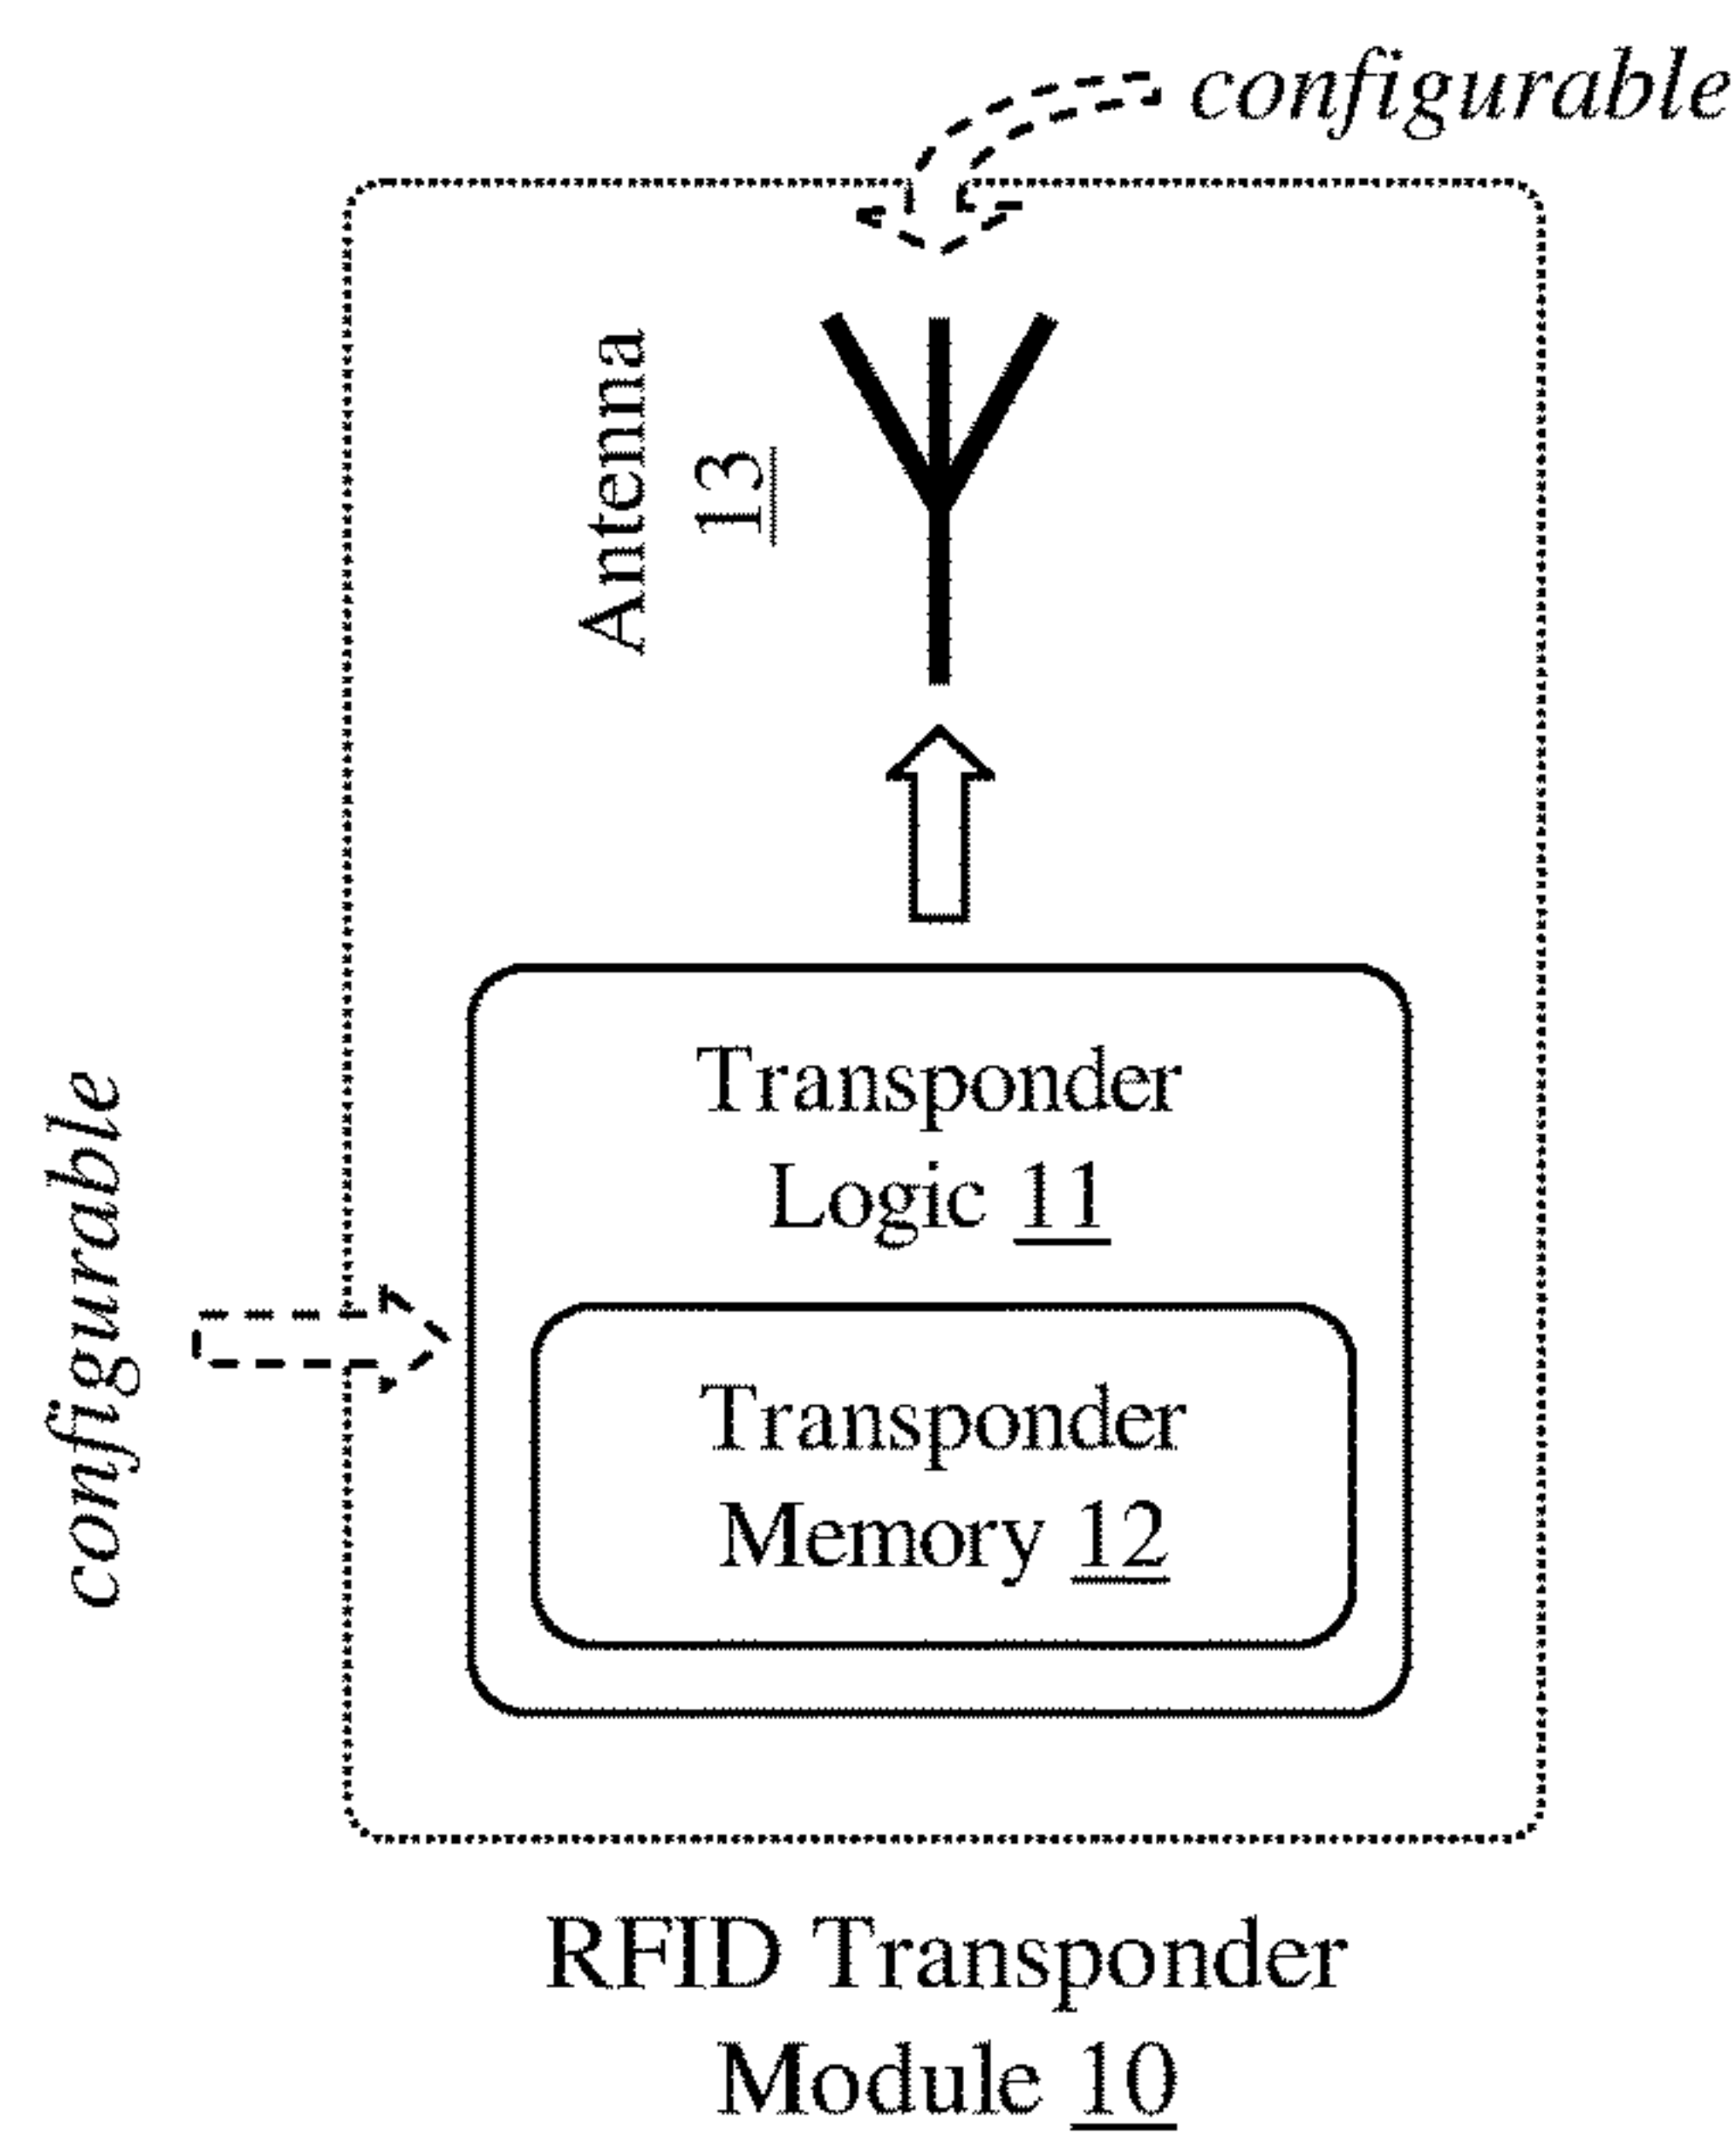 configurable
Antenna
13
Transponder
Logic 11
configurable
Transponder
Memory 12
RFID Transponder
Module 10